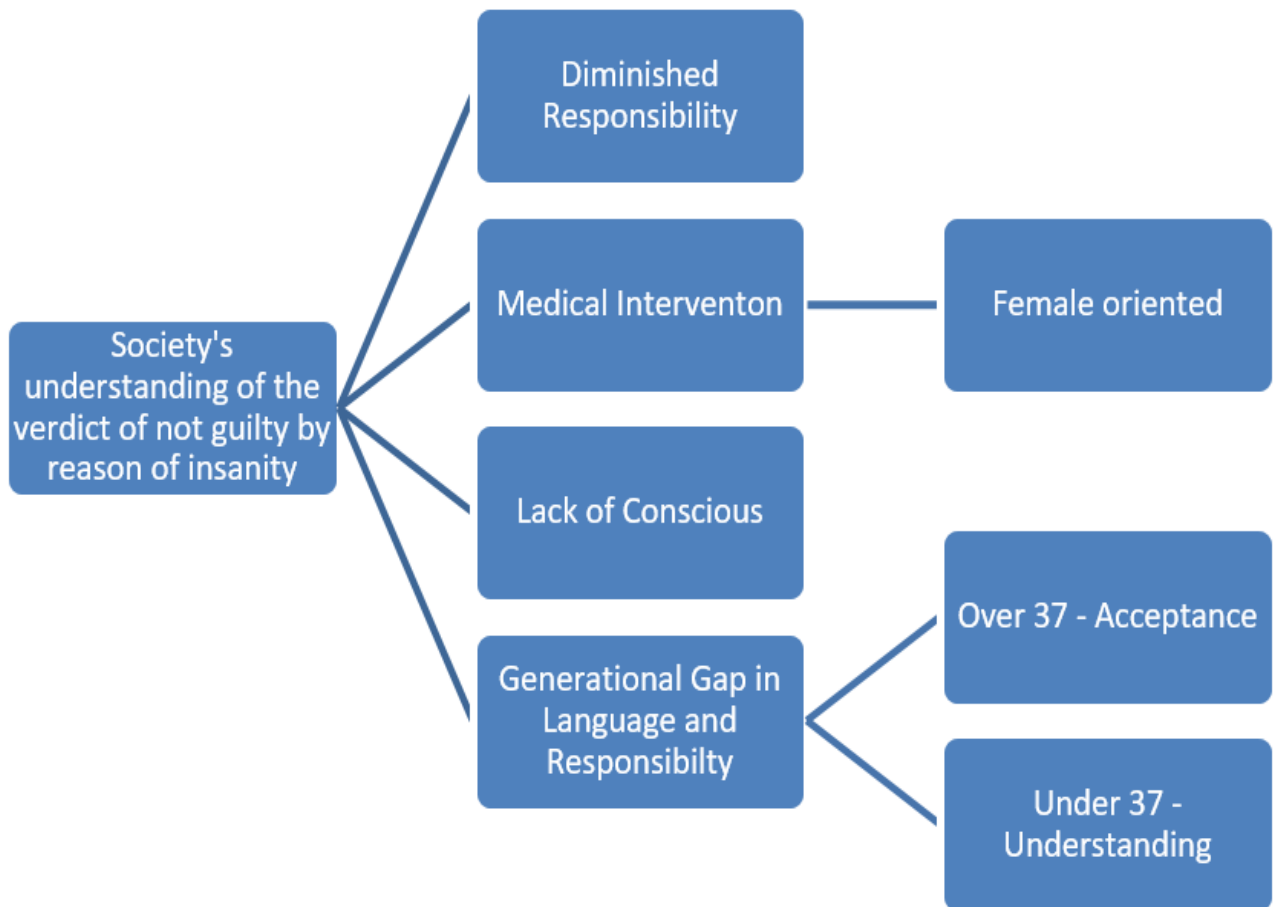 Society's
understanding of the
verdict of not guilty by
reason of insanity
Diminished
Responsibility
Medical Interventon
Female oriented
Lack of Conscious
Generational Gap in
Language and
Responsibilty
Over 37 - Acceptance
Under 37 -
Understanding